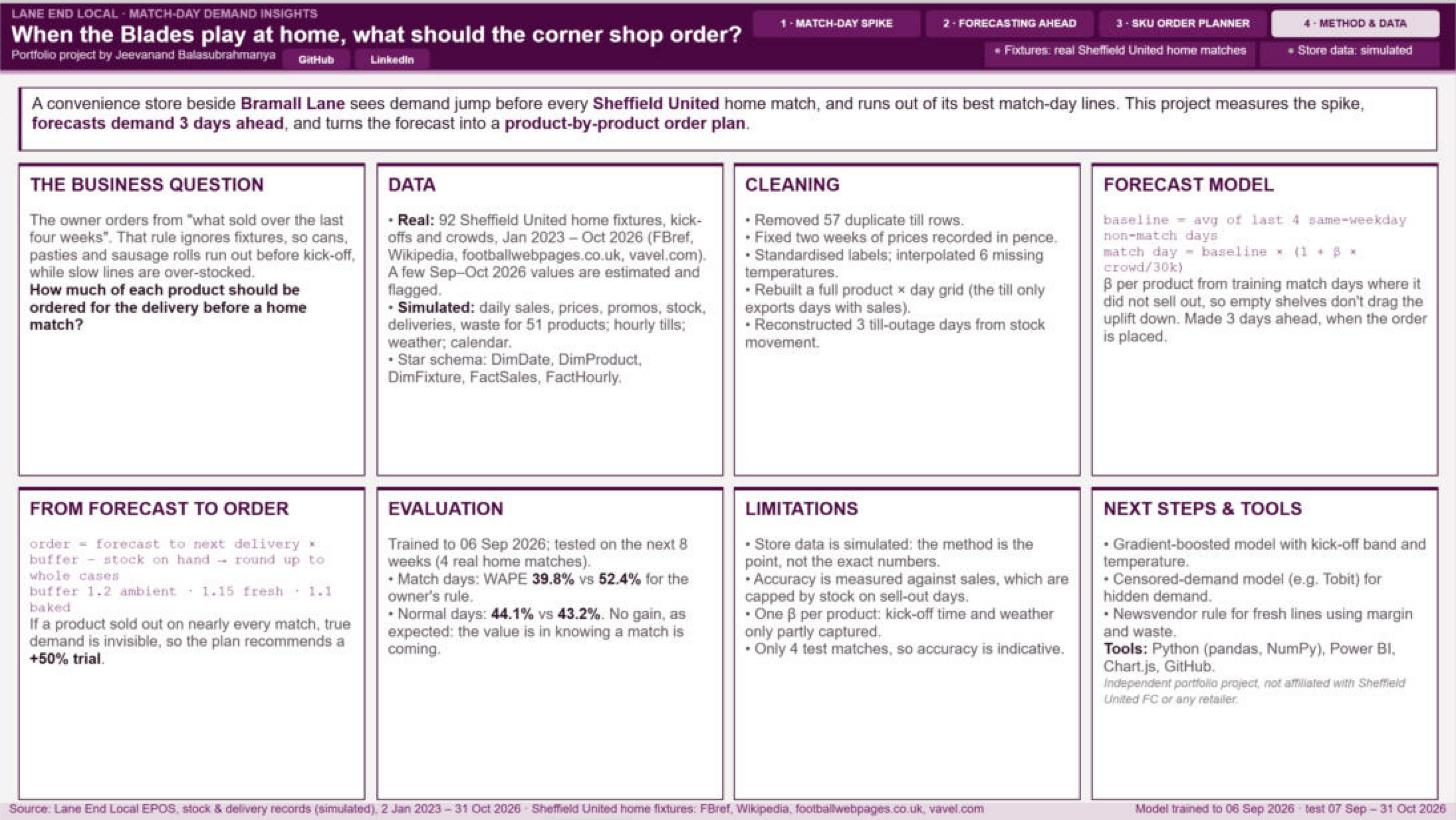 LANE END LOCAL · MATCH-DAY DEMAND INSIGHTS
When the Blades play at home, what should the corner shop order?
Portfolio project by Jeevanand Balasubrahmanya
GitHub
LinkedIn
1 · MATCH-DAY SPIKE
2 · FORECASTING AHEAD
3 · SKU ORDER PLANNER
4 · METHOD & DATA
● Fixtures: real Sheffield United home matches
● Store data: simulated
A convenience store beside Bramall Lane sees demand jump before every Sheffield United home match, and runs out of its best match-day lines. This project measures the spike,
forecasts demand 3 days ahead, and turns the forecast into a product-by-product order plan.
THE BUSINESS QUESTION
The owner orders from "what sold over the last
four weeks". That rule ignores fixtures, so cans,
pasties and sausage rolls run out before kick-off,
while slow lines are over-stocked.
How much of each product should be
ordered for the delivery before a home
match?
DATA
• Real: 92 Sheffield United home fixtures, kick-
offs and crowds, Jan 2023 – Oct 2026 (FBref,
Wikipedia, footballwebpages.co.uk, vavel.com).
A few Sep–Oct 2026 values are estimated and
flagged.
• Simulated: daily sales, prices, promos, stock,
deliveries, waste for 51 products; hourly tills;
weather; calendar.
• Star schema: DimDate, DimProduct,
DimFixture, FactSales, FactHourly.
CLEANING
• Removed 57 duplicate till rows.
• Fixed two weeks of prices recorded in pence.
• Standardised labels; interpolated 6 missing
temperatures.
• Rebuilt a full product × day grid (the till only
exports days with sales).
• Reconstructed 3 till-outage days from stock
movement.
FORECAST MODEL
baseline = avg of last 4 same-weekday
non-match days
match day = baseline × (1 + β ×
crowd/30k)
β per product from training match days where it
did not sell out, so empty shelves don't drag the
uplift down. Made 3 days ahead, when the order
is placed.
FROM FORECAST TO ORDER
order = forecast to next delivery ×
buffer − stock on hand → round up to
whole cases
buffer 1.2 ambient · 1.15 fresh · 1.1
baked
If a product sold out on nearly every match, true
demand is invisible, so the plan recommends a
+50% trial.
EVALUATION
Trained to 06 Sep 2026; tested on the next 8
weeks (4 real home matches).
• Match days: WAPE 39.8% vs 52.4% for the
owner's rule.
• Normal days: 44.1% vs 43.2%. No gain, as
expected: the value is in knowing a match is
coming.
LIMITATIONS
• Store data is simulated: the method is the
point, not the exact numbers.
• Accuracy is measured against sales, which are
capped by stock on sell-out days.
• One β per product: kick-off time and weather
only partly captured.
• Only 4 test matches, so accuracy is indicative.
NEXT STEPS & TOOLS
• Gradient-boosted model with kick-off band and
temperature.
• Censored-demand model (e.g. Tobit) for
hidden demand.
• Newsvendor rule for fresh lines using margin
and waste.
Tools: Python (pandas, NumPy), Power BI,
Chart.js, GitHub.
Independent portfolio project, not affiliated with Sheffield
United FC or any retailer.
Source: Lane End Local EPOS, stock & delivery records (simulated), 2 Jan 2023 – 31 Oct 2026 · Sheffield United home fixtures: FBref, Wikipedia, footballwebpages.co.uk, vavel.com
Model trained to 06 Sep 2026 · test 07 Sep – 31 Oct 2026